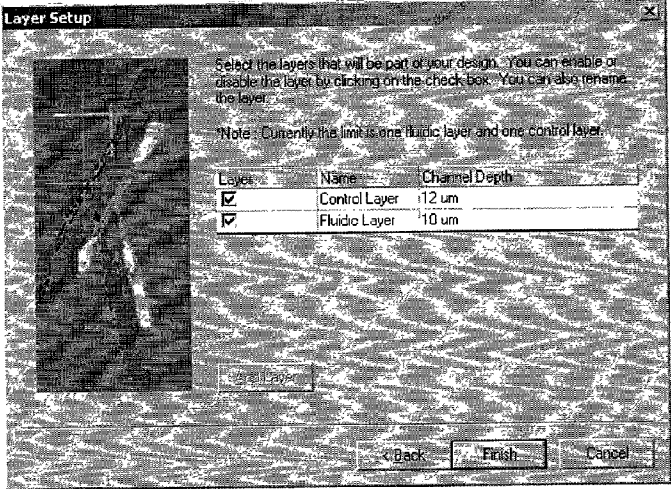 Layer Setup
Select the layers that will be part of your design. You can enable or
disable the layer by clicking on the check box. You can also rename
the layer.
*Note : Currently the limit is one fluidic layer and one control layer.
Layer Name Channel Depth
Control Layer 12 um
Fluidic Layer 10 um
Layer
< Back Finish Cancel